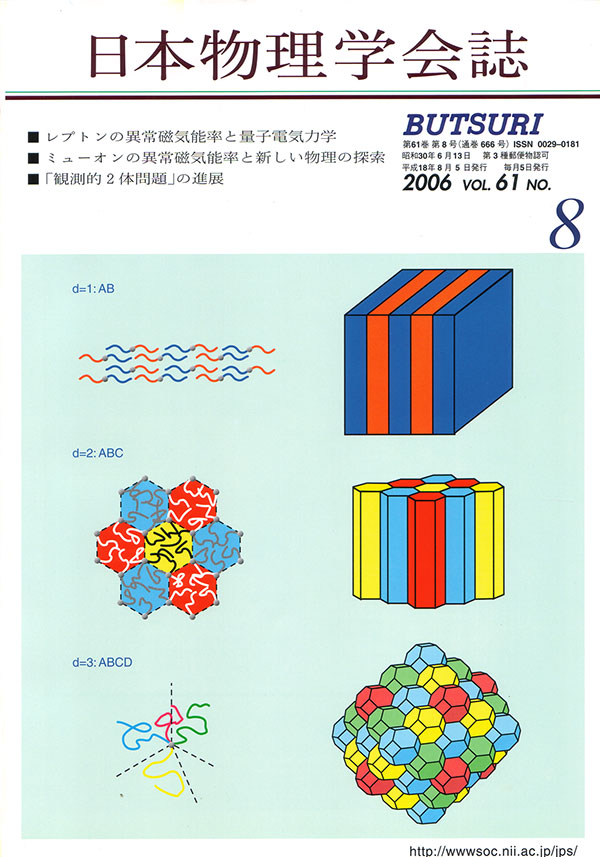 日本物理学会誌
■ レプトンの異常磁気能率と量子電気力学
■ ミューオンの異常磁気能率と新しい物理の探索
■「観測的2体問題」の進展
BUTSURI
第61巻 第8号(通巻 666号) ISSN 0029-0181
昭和30年6月13日 第3種郵便物認可
平成18年8月5日発行 毎月5日発行
2006 VOL. 61 NO.
8
d=1: AB
d=2: ABC
d=3: ABCD
http://wwwsoc.nii.ac.jp/jps/